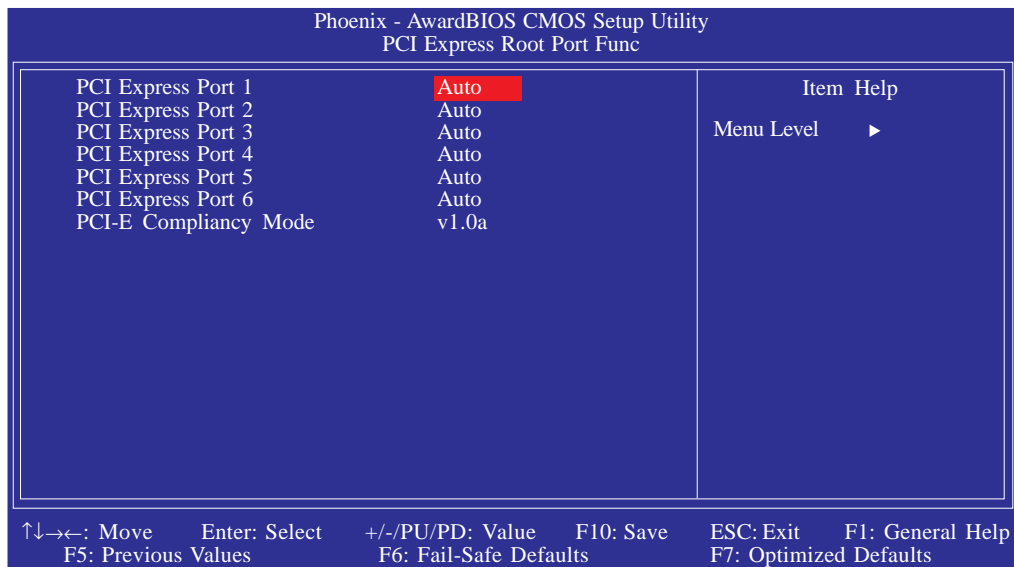 Phoenix - AwardBIOS CMOS Setup Utility
PCI Express Root Port Func
PCI Express Port 1 Auto
PCI Express Port 2 Auto
PCI Express Port 3 Auto
PCI Express Port 4 Auto
PCI Express Port 5 Auto
PCI Express Port 6 Auto
PCI-E Compliancy Mode v1.0a
Item Help
Menu Level ▶
↑↓→←: Move Enter: Select +/-/PU/PD: Value F10: Save ESC: Exit F1: General Help
F5: Previous Values F6: Fail-Safe Defaults F7: Optimized Defaults